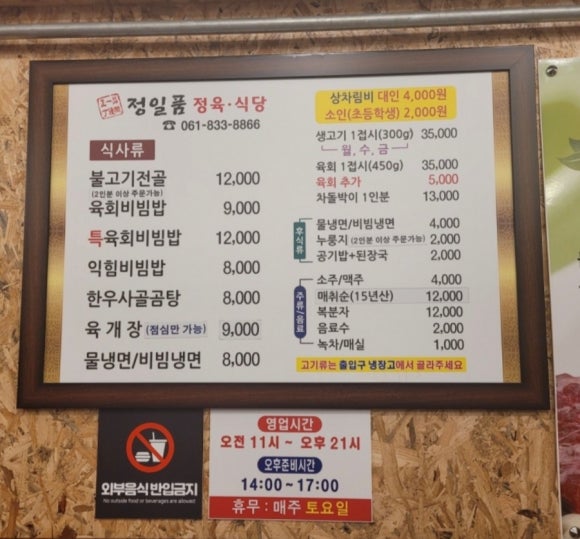 정일품 정육·식당
☎ 061-833-8866
식사류
불고기전골 12,000
(2인분 이상 주문가능)
육회비빔밥 9,000
특육회비빔밥 12,000
익힘비빔밥 8,000
한우사골곰탕 8,000
육 개 장 (점심만 가능) 9,000
물냉면/비빔냉면 8,000
상차림비 대인 4,000원
소인(초등학생) 2,000원
생고기 1접시(300g) 35,000
월, 수, 금
육회 1접시(450g) 35,000
육회 추가 5,000
차돌박이 1인분 13,000
후식류
물냉면/비빔냉면 4,000
누룽지 (2인분 이상 주문가능) 2,000
공기밥+된장국 2,000
주류/음료
소주/맥주 4,000
매취순(15년산) 12,000
복분자 12,000
음료수 2,000
녹차/매실 1,000
고기류는 출입구 냉장고에서 골라주세요
외부음식 반입금지
No outside food or beverages are allowed
영업시간
오전 11시 ~ 오후 21시
오후준비시간
14:00 ~ 17:00
휴무 : 매주 토요일